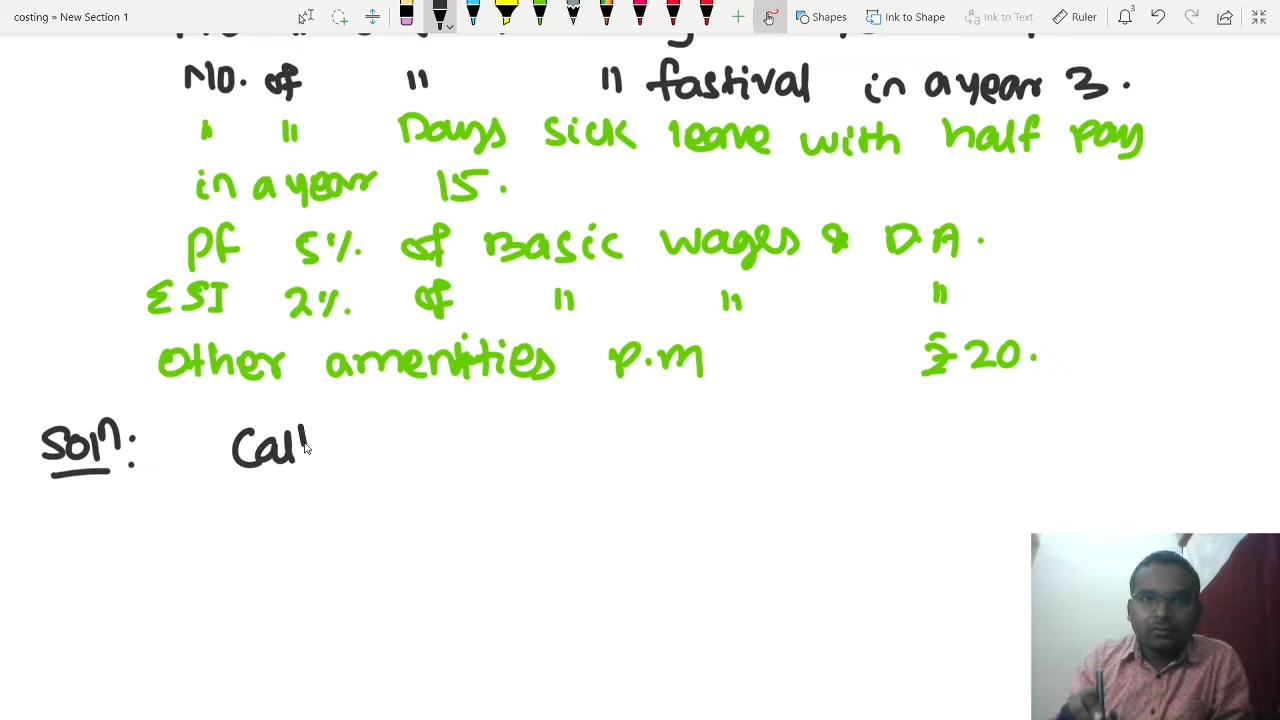 costing » New Section 1
Shapes Ink to Shape Ink to Text Ruler 3
No. of " " fastival in a year 3.
" " Days sick leave with half pay
in a year 15.
PF 5% of Basic wages & D.A.
ESI 2% of " " "
Other amenities p.m ₹ 20.
Soln: Cal